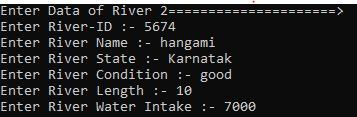 Enter Data of River 2=====================>
Enter River-ID :- 5674
Enter River Name :- hangami
Enter River State :- Karnatak
Enter River Condition :- good
Enter River Length :- 10
Enter River Water Intake :- 7000